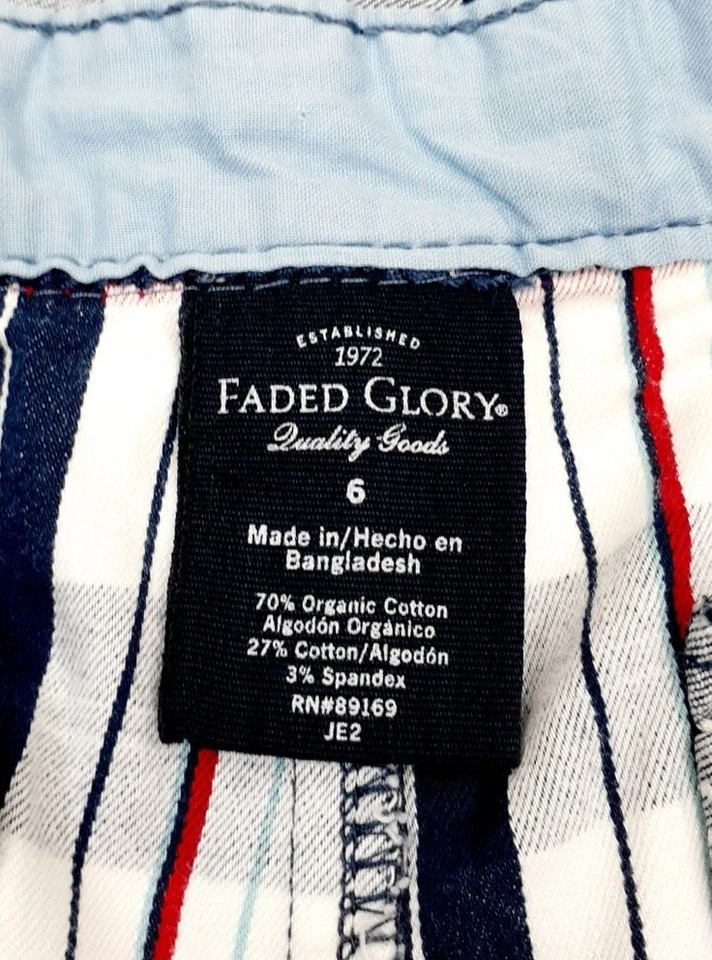 ESTABLISHED
1972
FADED GLORY®
Quality Goods
6
Made in/Hecho en
Bangladesh
70% Organic Cotton
Algodón Orgànico
27% Cotton/Algodón
3% Spandex
RN#89169
JE2